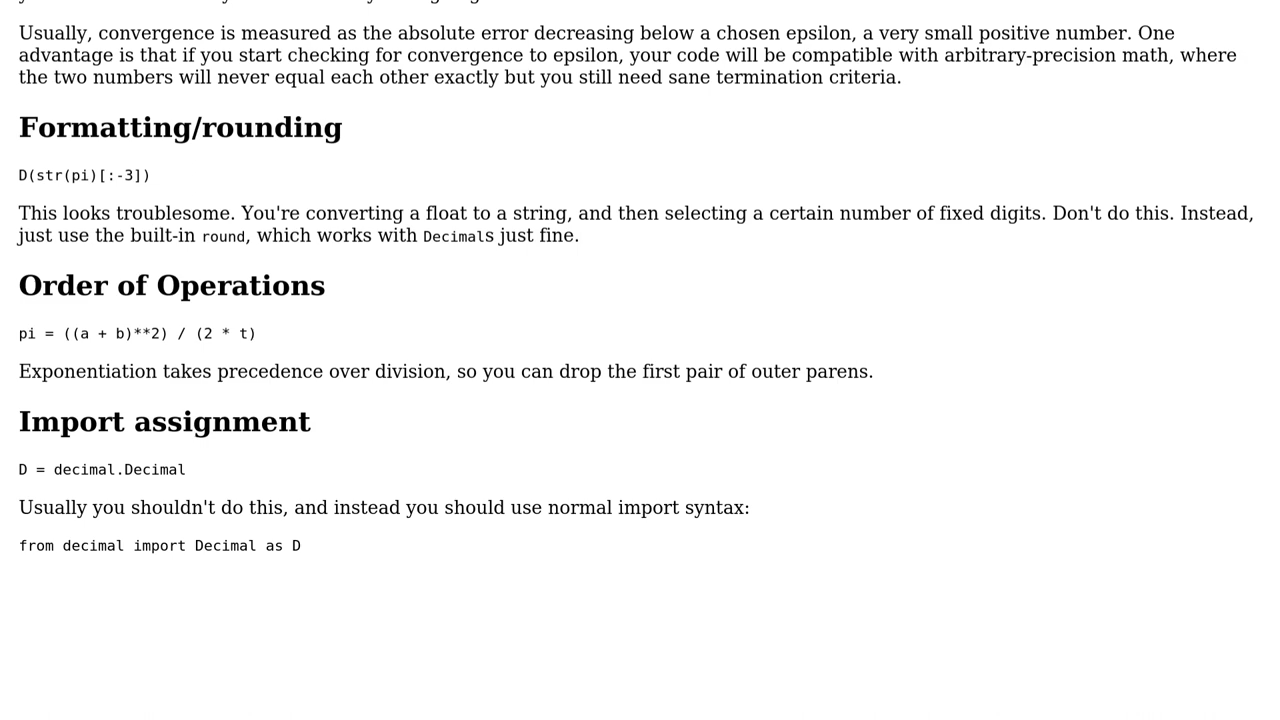 Usually, convergence is measured as the absolute error decreasing below a chosen epsilon, a very small positive number. One
advantage is that if you start checking for convergence to epsilon, your code will be compatible with arbitrary-precision math, where
the two numbers will never equal each other exactly but you still need sane termination criteria.
Formatting/rounding
D(str(pi)[:-3])
This looks troublesome. You're converting a float to a string, and then selecting a certain number of fixed digits. Don't do this. Instead,
just use the built-in round, which works with Decimals just fine.
Order of Operations
pi = ((a + b)**2) / (2 * t)
Exponentiation takes precedence over division, so you can drop the first pair of outer parens.
Import assignment
D = decimal.Decimal
Usually you shouldn't do this, and instead you should use normal import syntax:
from decimal import Decimal as D